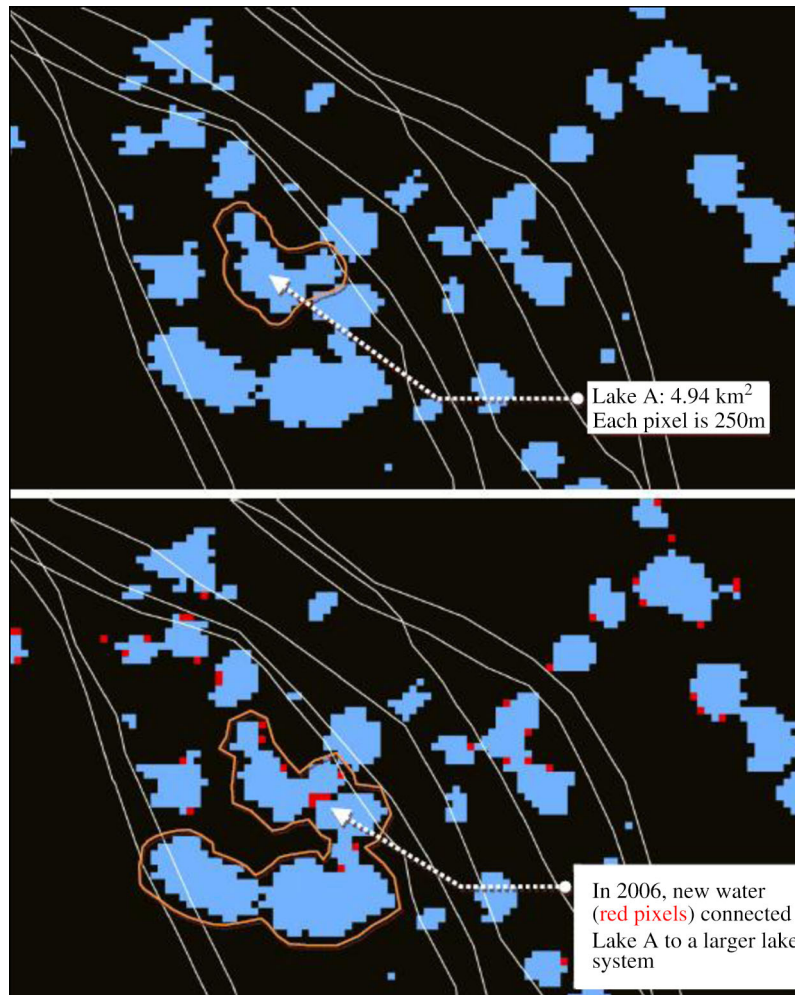 Lake A: 4.94 km²
Each pixel is 250m
In 2006, new water
(red pixels) connected
Lake A to a larger lake
system